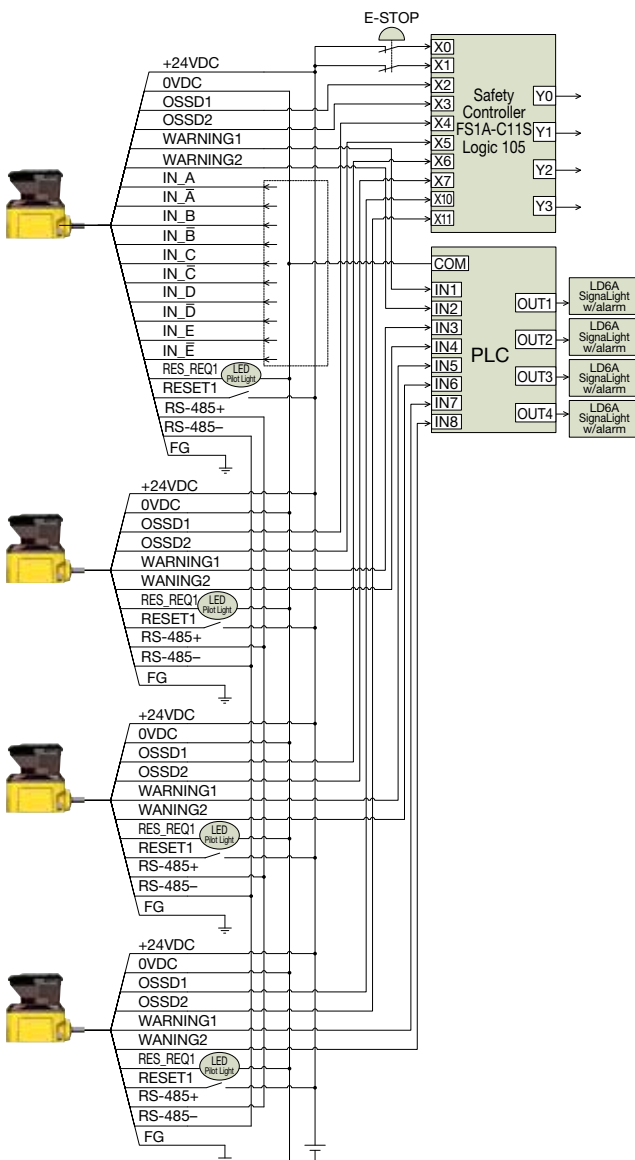 E-STOP
+24VDC
0VDC
OSSD1
OSSD2
WARNING1
WARNING2
IN_A
IN_A̅
IN_B
IN_B̅
IN_C
IN_C̅
IN_D
IN_D̅
IN_E
IN_E̅
RES_REQ1
LED
Pilot Light
RESET1
RS-485+
RS-485–
FG
X0
X1
X2
X3
X4
X5
X6
X7
X10
X11
Safety
Controller
FS1A-C11S
Logic 105
Y0
Y1
Y2
Y3
COM
IN1
IN2
IN3
IN4
IN5
IN6
IN7
IN8
PLC
OUT1
OUT2
OUT3
OUT4
LD6A
SignaLight
w/alarm
LD6A
SignaLight
w/alarm
LD6A
SignaLight
w/alarm
LD6A
SignaLight
w/alarm
+24VDC
0VDC
OSSD1
OSSD2
WARNING1
WANING2
RES_REQ1
LED
Pilot Light
RESET1
RS-485+
RS-485–
FG
+24VDC
0VDC
OSSD1
OSSD2
WARNING1
WANING2
RES_REQ1
LED
Pilot Light
RESET1
RS-485+
RS-485–
FG
+24VDC
0VDC
OSSD1
OSSD2
WARNING1
WANING2
RES_REQ1
LED
Pilot Light
RESET1
RS-485+
RS-485–
FG